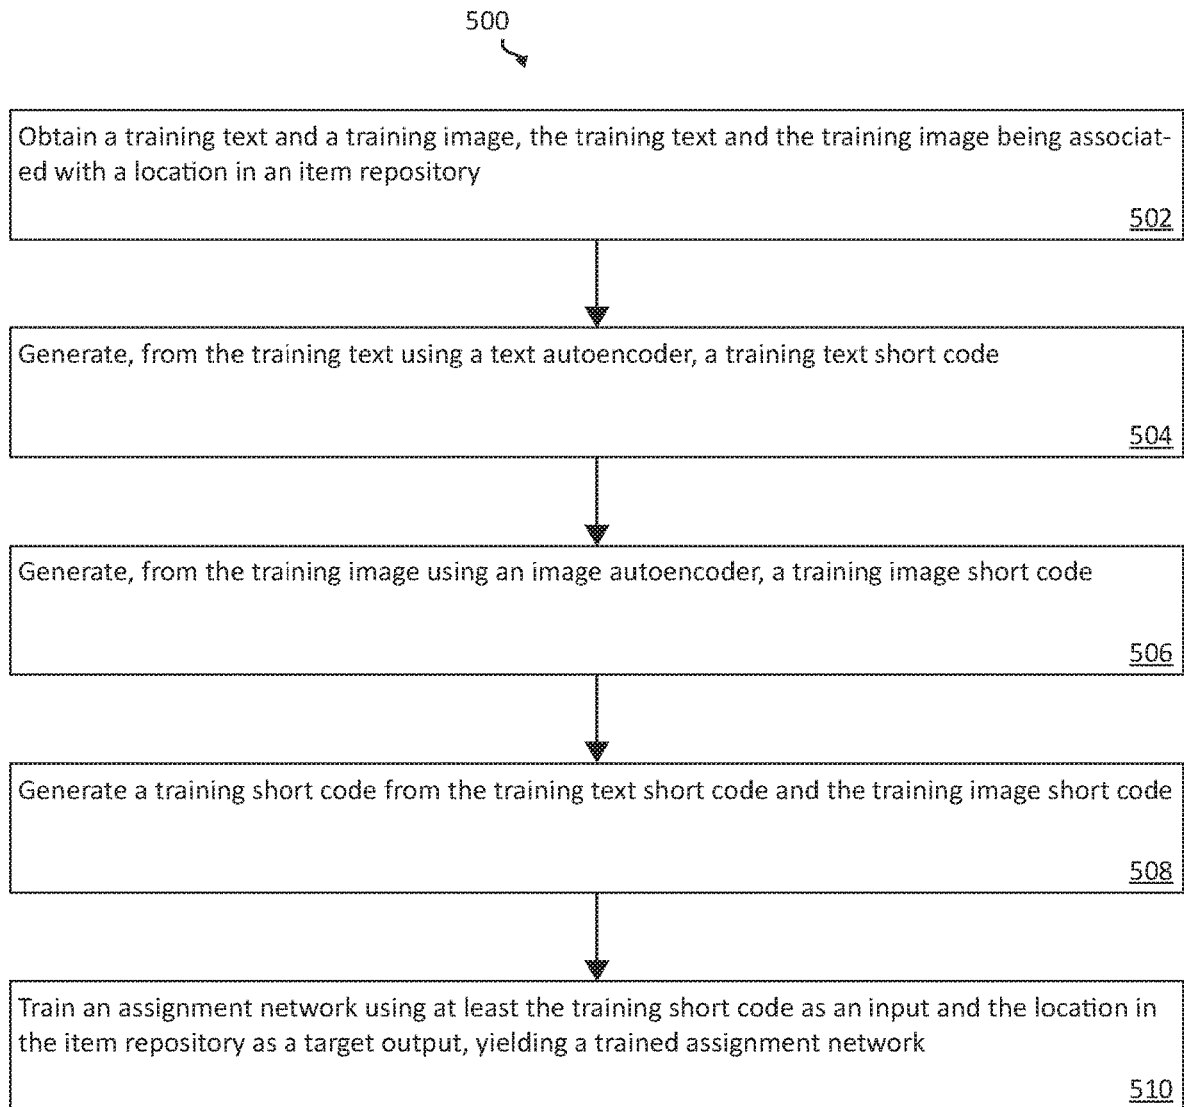 500
Obtain a training text and a training image, the training text and the training image being associat-
ed with a location in an item repository
502
Generate, from the training text using a text autoencoder, a training text short code
504
Generate, from the training image using an image autoencoder, a training image short code
506
Generate a training short code from the training text short code and the training image short code
508
Train an assignment network using at least the training short code as an input and the location in
the item repository as a target output, yielding a trained assignment network
510